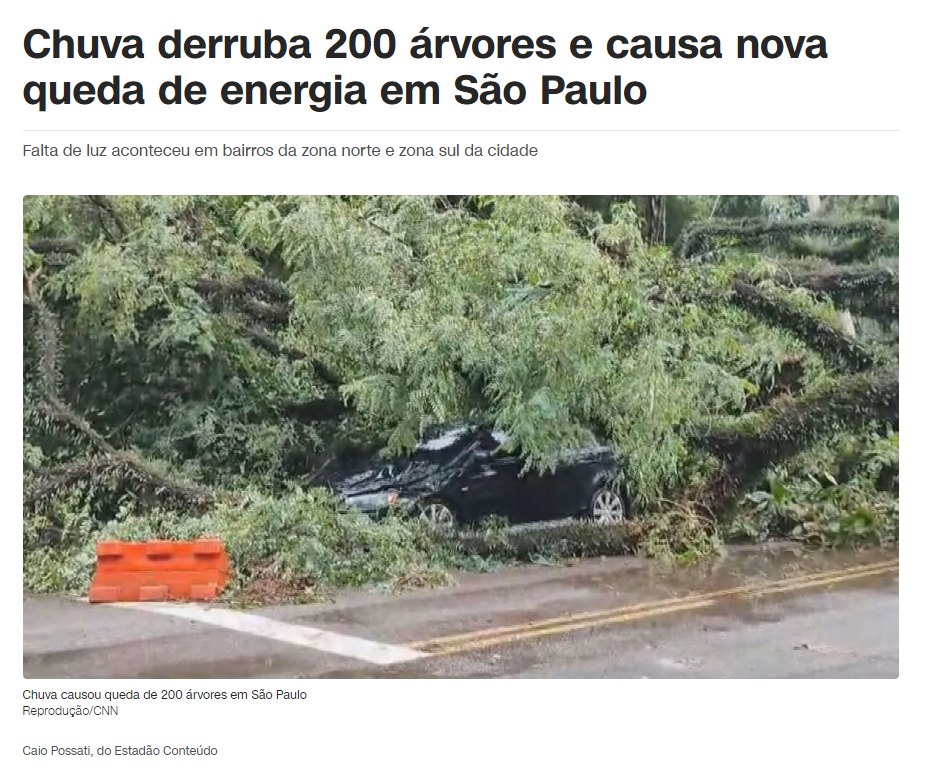 Chuva derruba 200 árvores e causa nova
queda de energia em São Paulo
Falta de luz aconteceu em bairros da zona norte e zona sul da cidade
Chuva causou queda de 200 árvores em São Paulo
Reprodução/CNN
Caio Possati, do Estadão Conteúdo